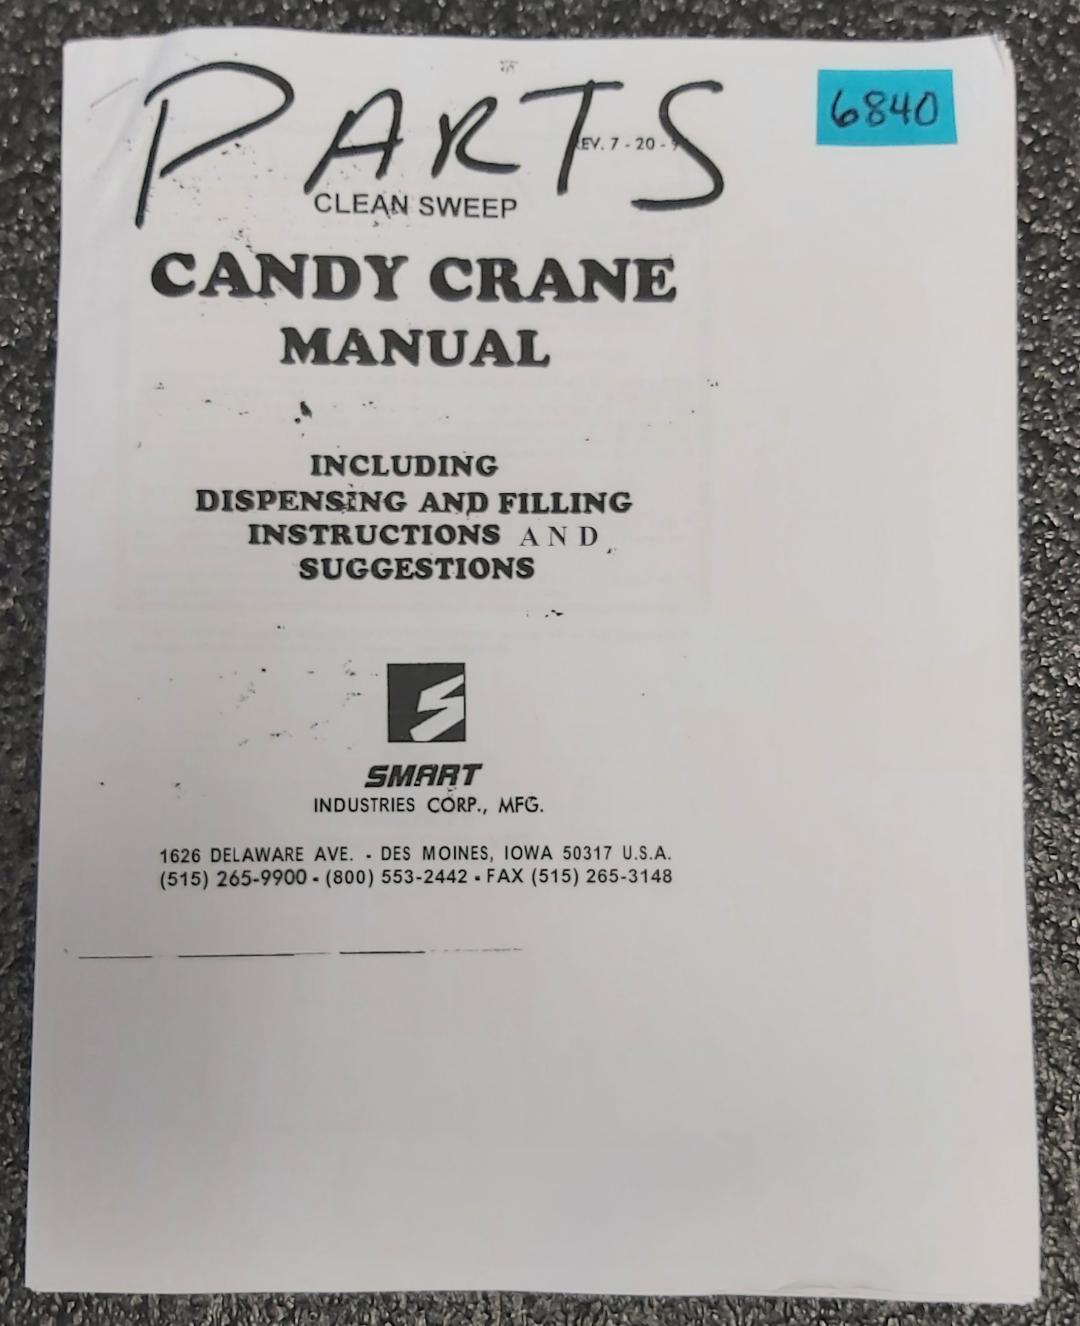 PARTS
6840
REV. 7 - 20 -
CLEAN SWEEP
CANDY CRANE
MANUAL
INCLUDING
DISPENSING AND FILLING
INSTRUCTIONS AND
SUGGESTIONS
SMART
INDUSTRIES CORP., MFG.
1626 DELAWARE AVE. - DES MOINES, IOWA 50317 U.S.A.
(515) 265-9900 - (800) 553-2442 - FAX (515) 265-3148